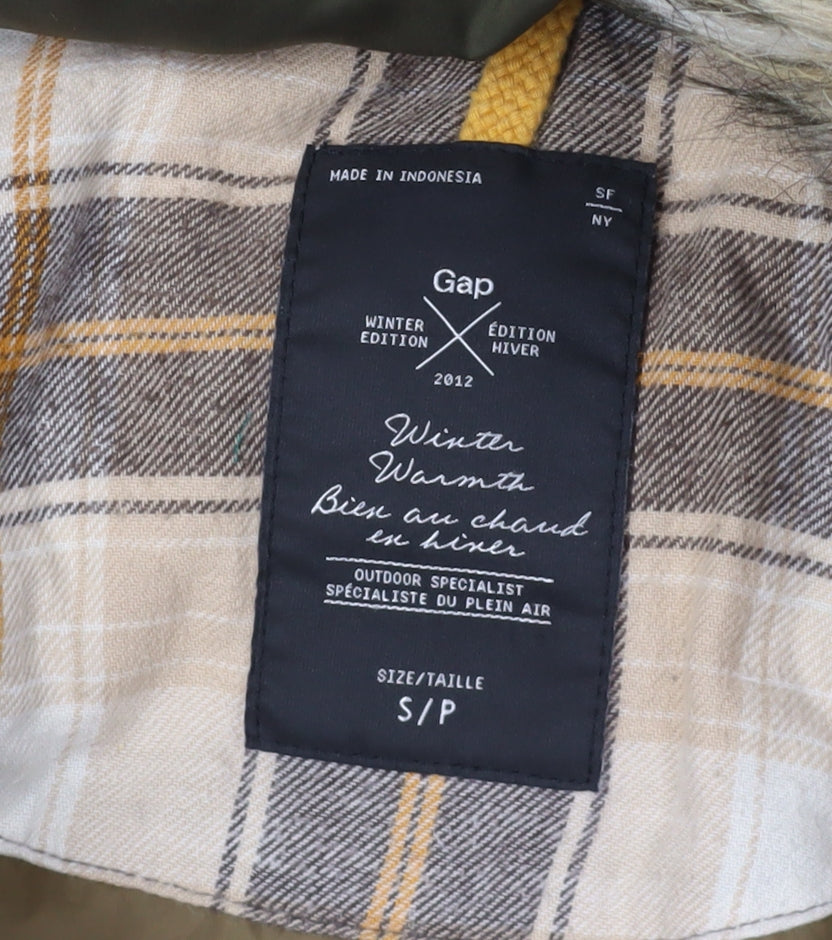 MADE IN INDONESIA
SF
NY
Gap
WINTER EDITION
ÉDITION HIVER
2012
Winter
Warmth
Bien au chaud
en hiver
OUTDOOR SPECIALIST
SPÉCIALISTE DU PLEIN AIR
SIZE/TAILLE
S/P